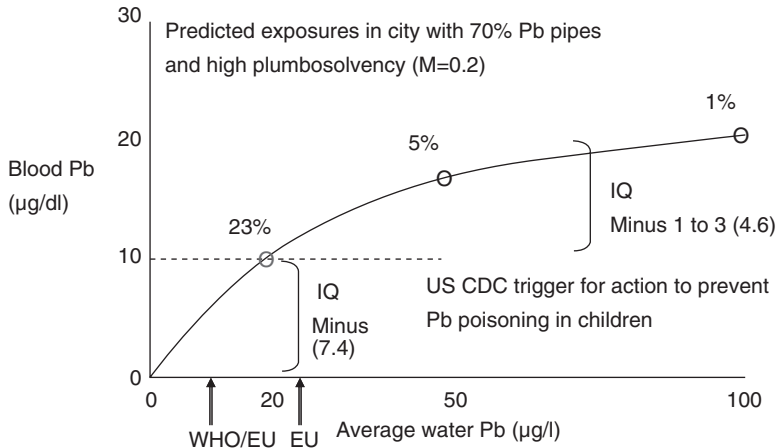 30
Predicted exposures in city with 70% Pb pipes
and high plumbosolvency (M=0.2)
1%
20
5%
Blood Pb
(µg/dl)
IQ
Minus 1 to 3 (4.6)
23%
10
IQ
Minus
(7.4)
US CDC trigger for action to prevent
Pb poisoning in children
0
0
20
50
100
Average water Pb (µg/l)
WHO/EU
EU